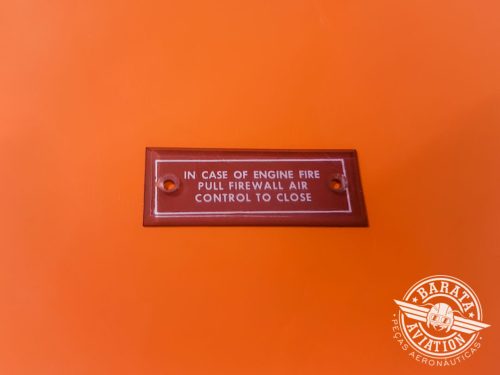 IN CASE OF ENGINE FIRE
PULL FIREWALL AIR
CONTROL TO CLOSE
BARATA
AVIATION
PEÇAS AERONÁUTICAS